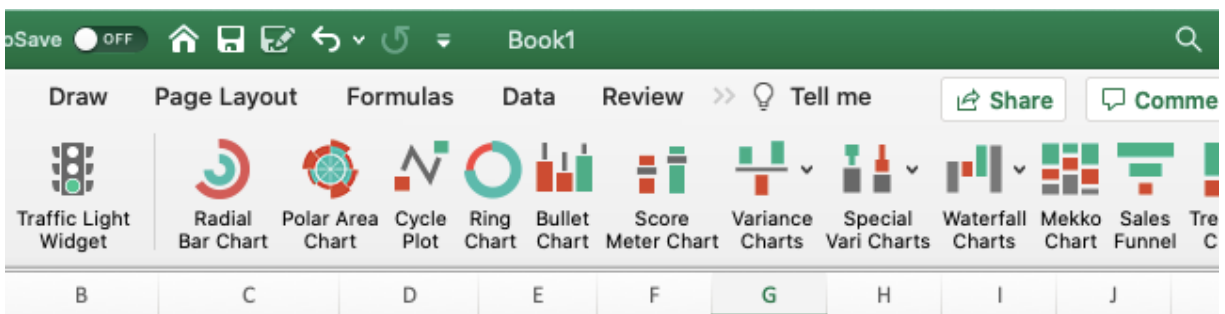 oSave OFF Book1
Draw Page Layout Formulas Data Review Tell me Share Comme
Traffic Light Radial Polar Area Cycle Ring Bullet Score Variance Special Waterfall Mekko Sales Tre
Widget Bar Chart Chart Plot Chart Chart Meter Chart Charts Vari Charts Charts Chart Funnel C
B C D E F G H I J